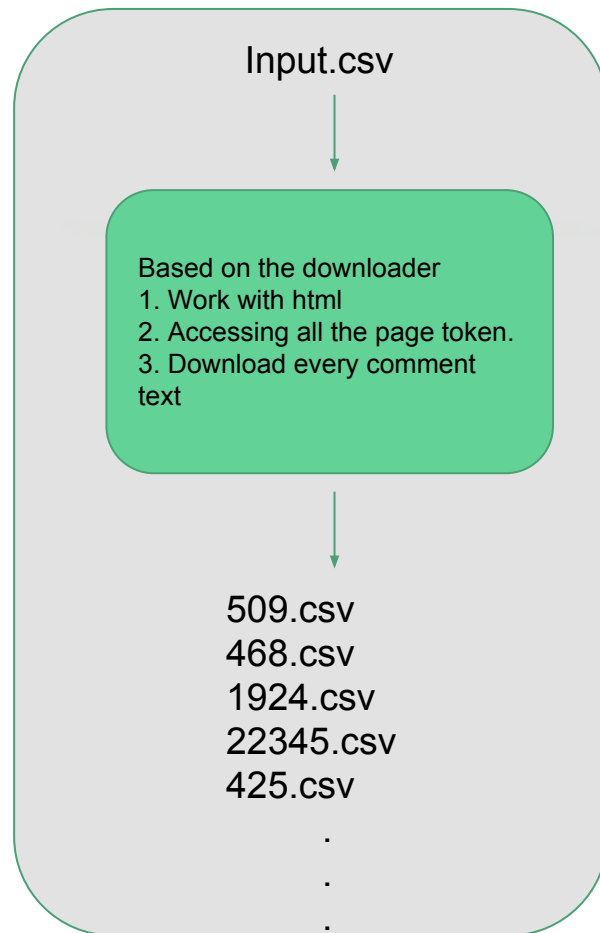 Input.csv
Based on the downloader
1. Work with html
2. Accessing all the page token.
3. Download every comment
text
509.csv
468.csv
1924.csv
22345.csv
425.csv
.
.
.